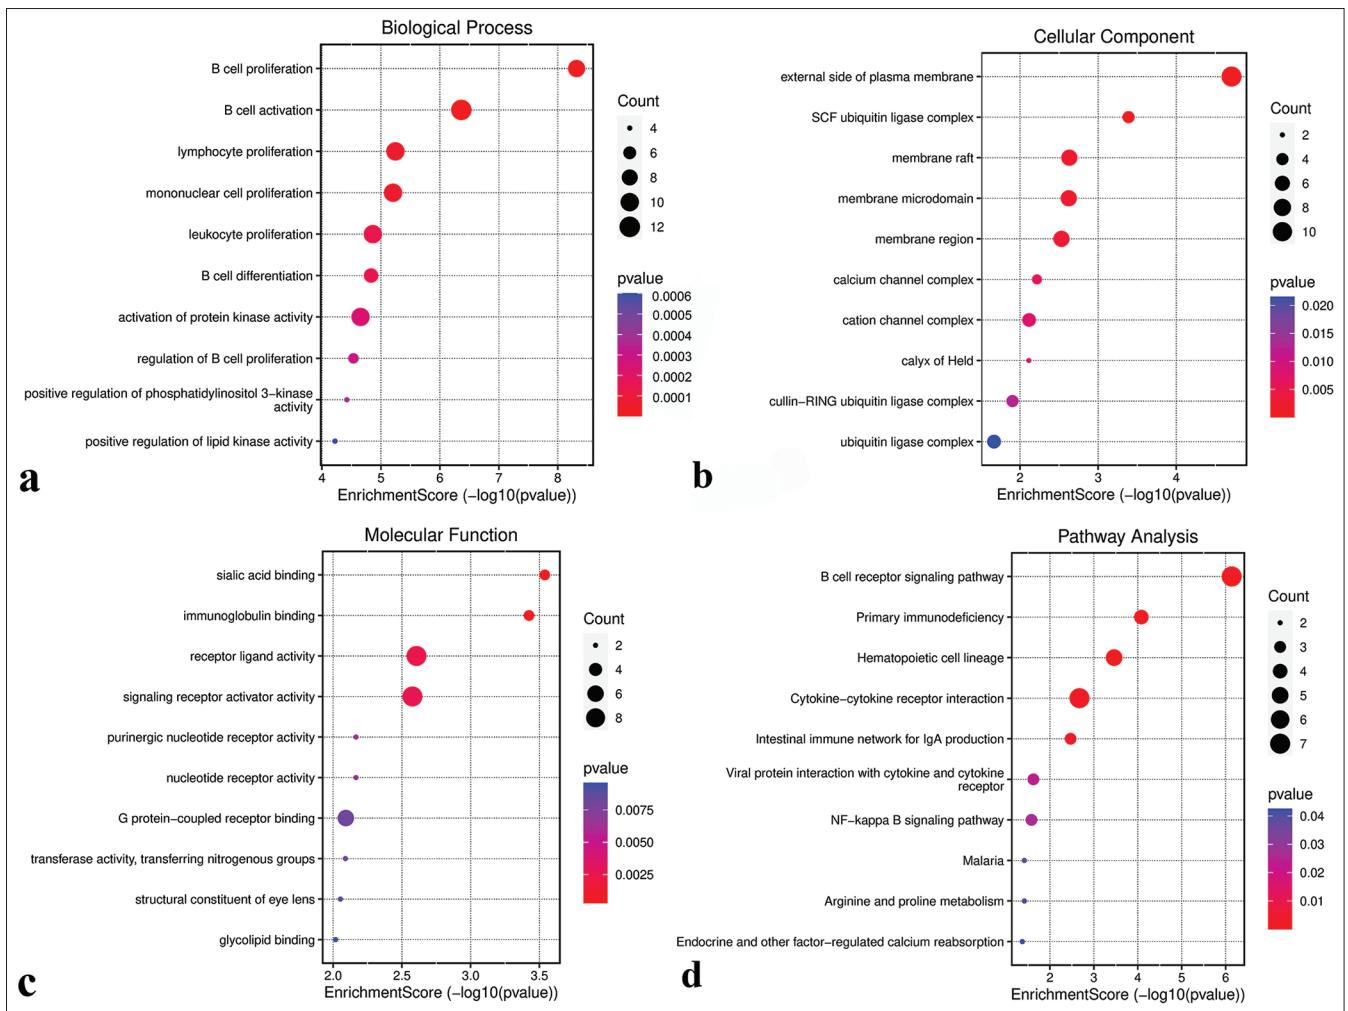 Biological Process
B cell proliferation
B cell activation
lymphocyte proliferation
mononuclear cell proliferation
leukocyte proliferation
B cell differentiation
activation of protein kinase activity
regulation of B cell proliferation
positive regulation of phosphatidylinositol 3−kinase
activity
positive regulation of lipid kinase activity
4 5 6 7 8
EnrichmentScore (−log10(pvalue))
Count
4
6
8
10
12
pvalue
0.0006
0.0005
0.0004
0.0003
0.0002
0.0001
a
Cellular Component
external side of plasma membrane
SCF ubiquitin ligase complex
membrane raft
membrane microdomain
membrane region
calcium channel complex
cation channel complex
calyx of Held
cullin−RING ubiquitin ligase complex
ubiquitin ligase complex
2 3 4
EnrichmentScore (−log10(pvalue))
Count
2
4
6
8
10
pvalue
0.020
0.015
0.010
0.005
b
Molecular Function
sialic acid binding
immunoglobulin binding
receptor ligand activity
signaling receptor activator activity
purinergic nucleotide receptor activity
nucleotide receptor activity
G protein−coupled receptor binding
transferase activity, transferring nitrogenous groups
structural constituent of eye lens
glycolipid binding
2.0 2.5 3.0 3.5
EnrichmentScore (−log10(pvalue))
Count
2
4
6
8
pvalue
0.0075
0.0050
0.0025
c
Pathway Analysis
B cell receptor signaling pathway
Primary immunodeficiency
Hematopoietic cell lineage
Cytokine−cytokine receptor interaction
Intestinal immune network for IgA production
Viral protein interaction with cytokine and cytokine
receptor
NF−kappa B signaling pathway
Malaria
Arginine and proline metabolism
Endocrine and other factor−regulated calcium reabsorption
2 3 4 5 6
EnrichmentScore (−log10(pvalue))
Count
2
3
4
5
6
7
pvalue
0.04
0.03
0.02
0.01
d